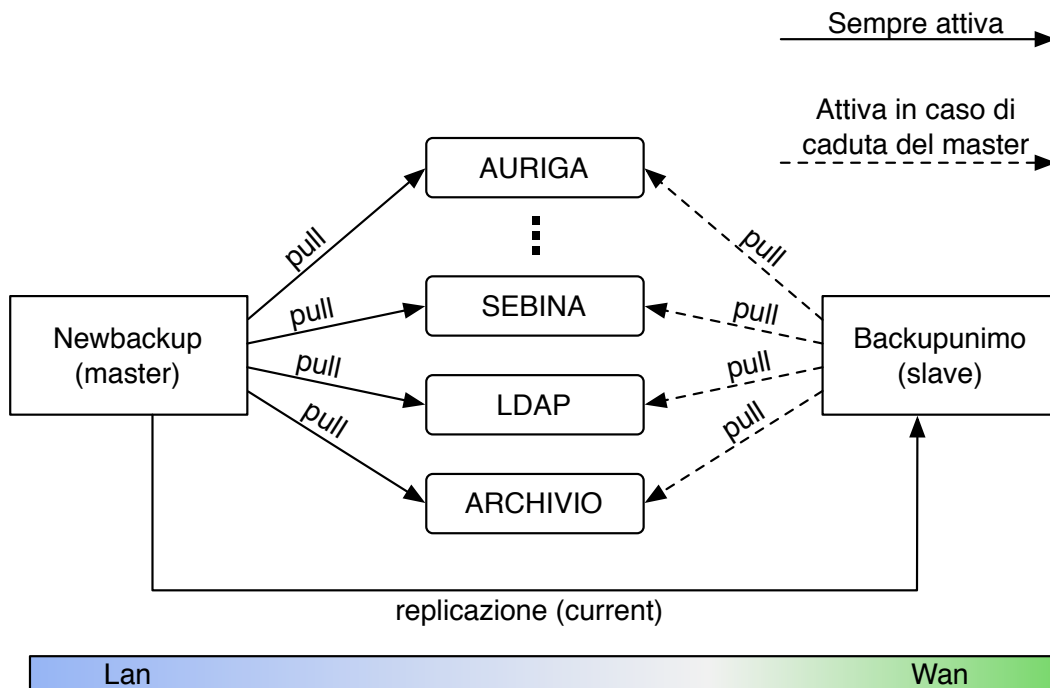 Sempre attiva
Attiva in caso di
caduta del master
AURIGA
pull
pull
SEBINA
pull
pull
Newbackup
(master)
Backupunimo
(slave)
pull
pull
LDAP
pull
pull
ARCHIVIO
replicazione (current)
Lan
Wan